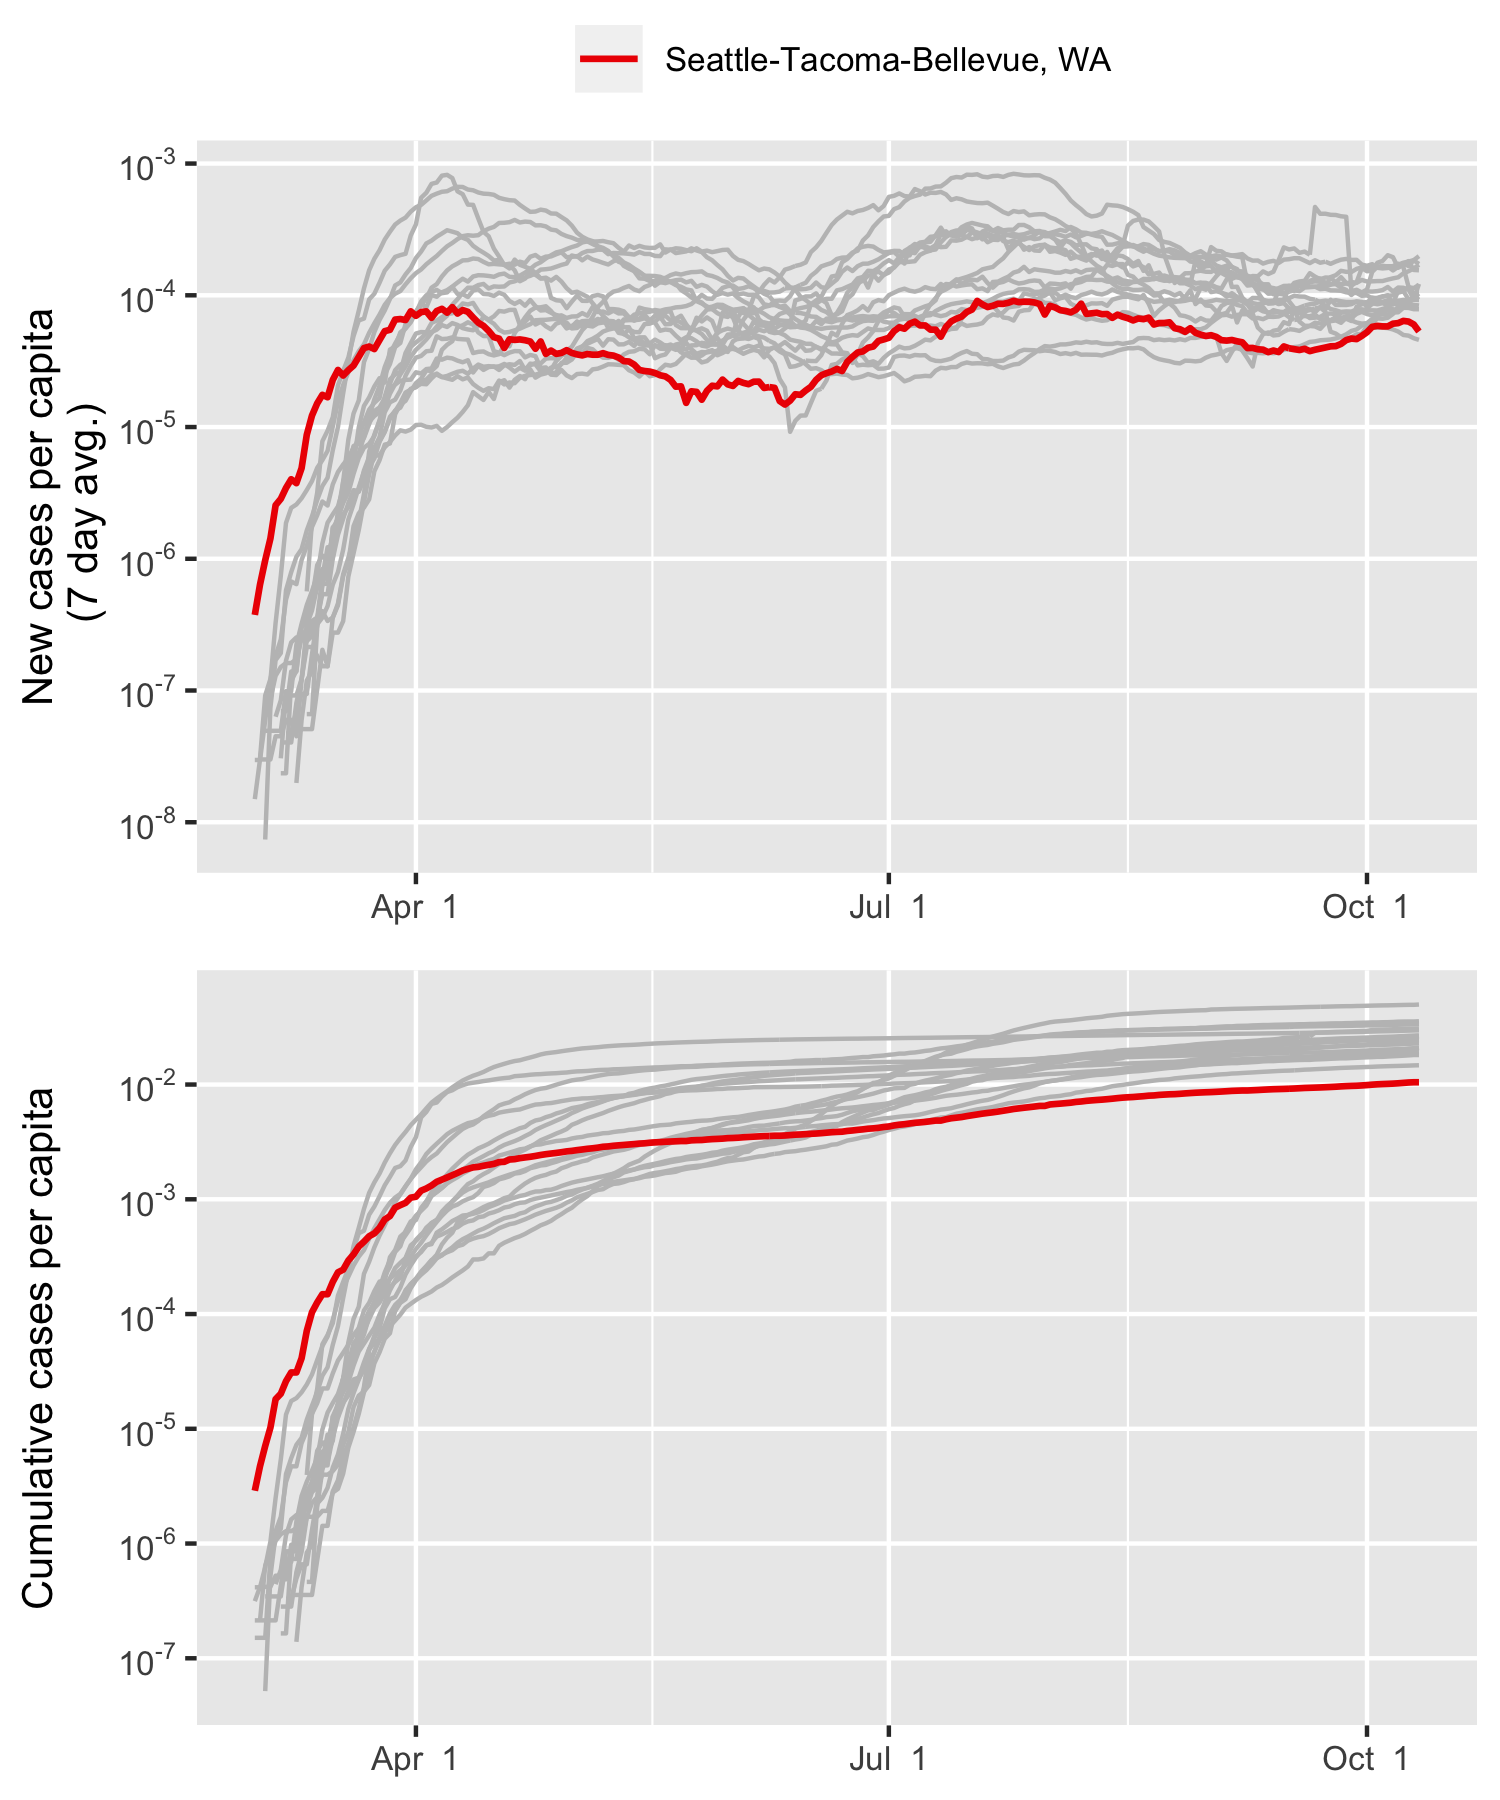 Seattle-Tacoma-Bellevue, WA
New cases per capita
(7 day avg.)
10⁻³
10⁻⁴
10⁻⁵
10⁻⁶
10⁻⁷
10⁻⁸
Apr 1
Jul 1
Oct 1
Cumulative cases per capita
10⁻²
10⁻³
10⁻⁴
10⁻⁵
10⁻⁶
10⁻⁷
Apr 1
Jul 1
Oct 1